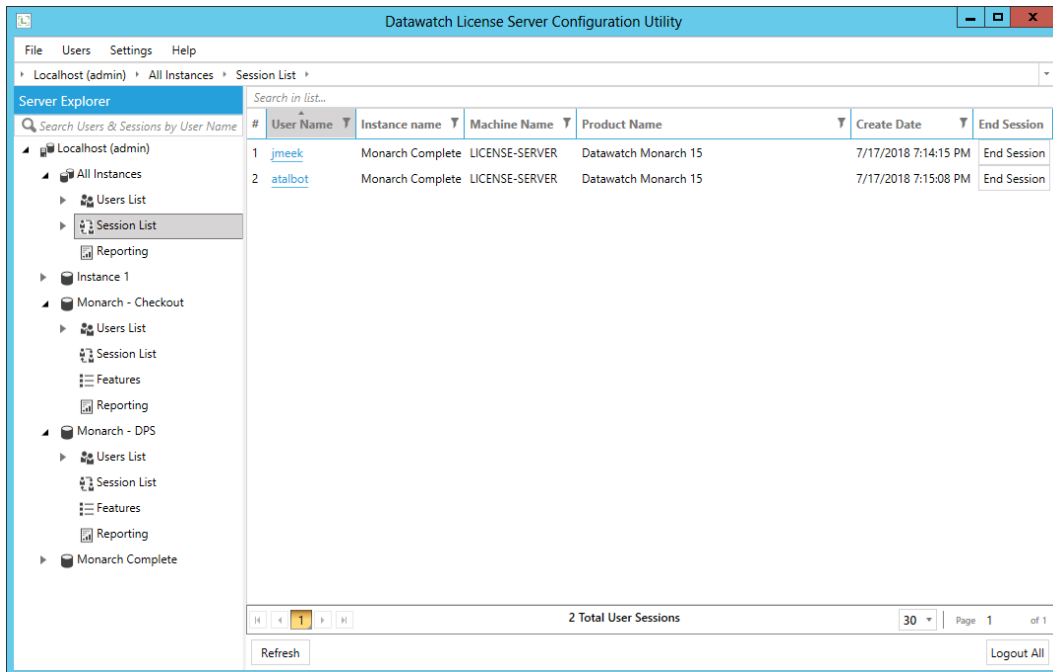 Datawatch License Server Configuration Utility
File Users Settings Help
Localhost (admin) All Instances Session List
Server Explorer
Search Users & Sessions by User Name
Localhost (admin)
All Instances
Users List
Session List
Reporting
Instance 1
Monarch - Checkout
Users List
Session List
Features
Reporting
Monarch - DPS
Users List
Session List
Features
Reporting
Monarch Complete
Search in list...
# User Name Instance name Machine Name Product Name Create Date End Session
1 jmeek Monarch Complete LICENSE-SERVER Datawatch Monarch 15 7/17/2018 7:14:15 PM End Session
2 atalbot Monarch Complete LICENSE-SERVER Datawatch Monarch 15 7/17/2018 7:15:08 PM End Session
1 2 Total User Sessions 30 Page 1 of 1
Refresh Logout All